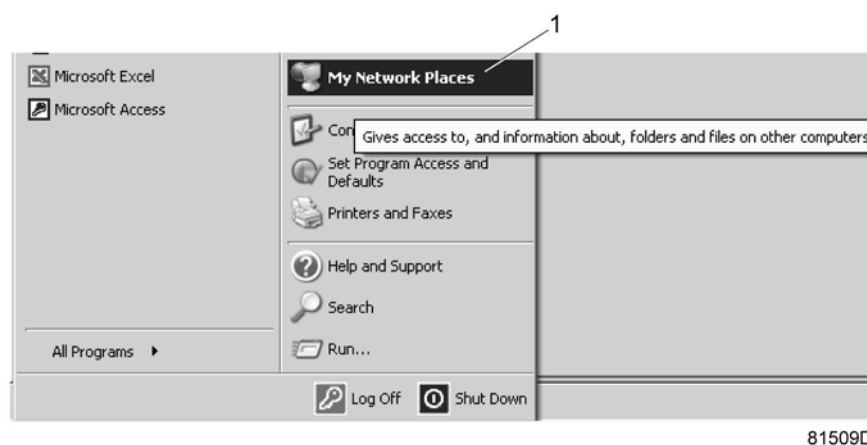 1
Microsoft Excel
My Network Places
Microsoft Access
Con
Gives access to, and information about, folders and files on other computers
Set Program Access and
Defaults
Printers and Faxes
Help and Support
Search
All Programs
Run...
Log Off
Shut Down
81509D